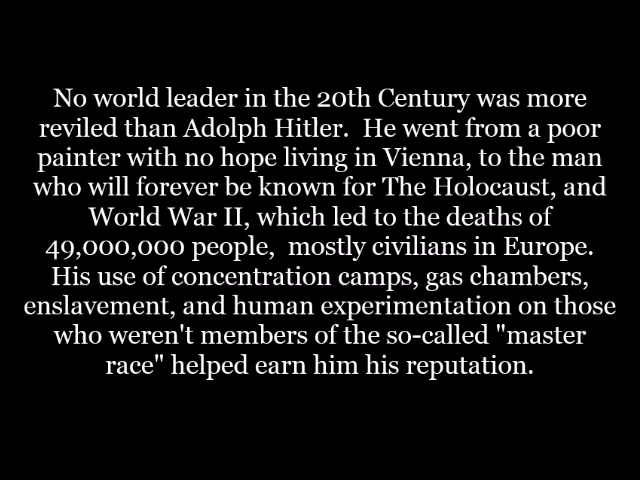 No world leader in the 20th Century was more
reviled than Adolph Hitler.  He went from a poor
painter with no hope living in Vienna, to the man
who will forever be known for The Holocaust, and
World War II, which led to the deaths of
49,000,000 people,  mostly civilians in Europe.
His use of concentration camps, gas chambers,
enslavement, and human experimentation on those
who weren't members of the so-called "master
race" helped earn him his reputation.